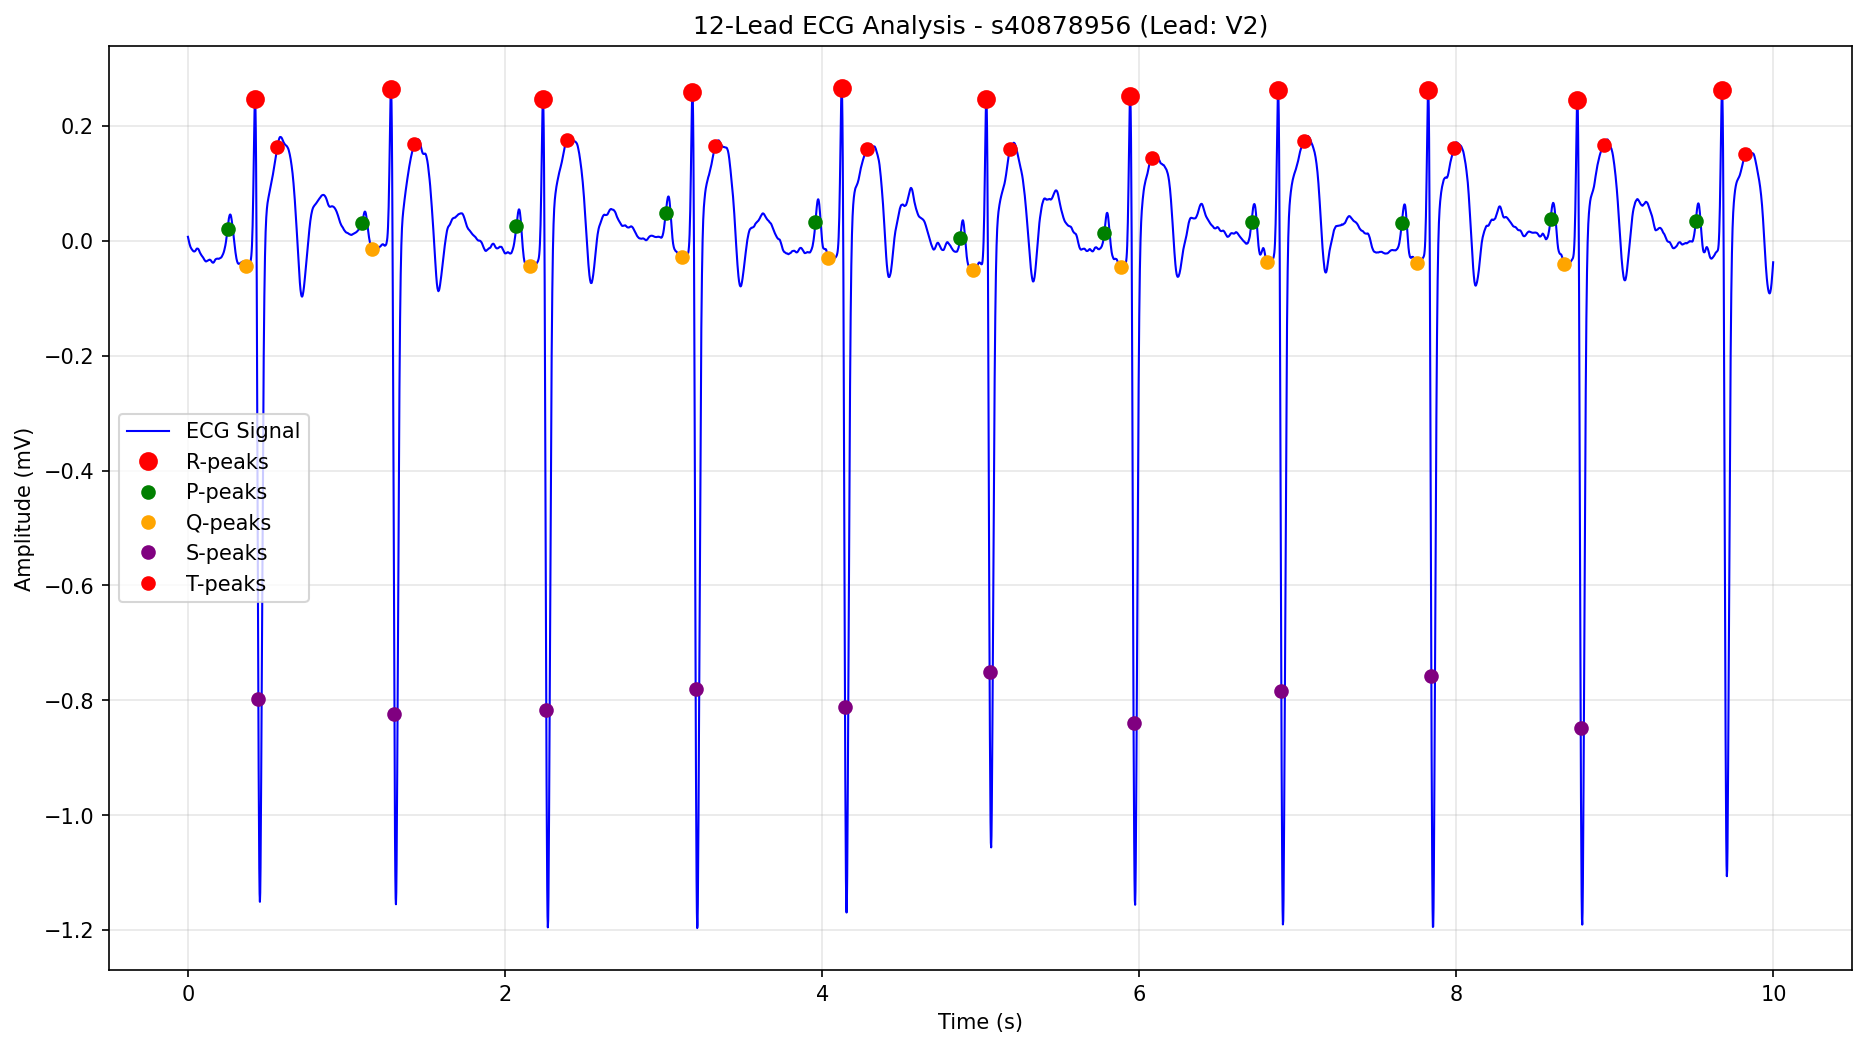 12-Lead ECG Analysis - s40878956 (Lead: V2)
0.2
0.0
−0.2
−0.4
−0.6
−0.8
−1.0
−1.2
Amplitude (mV)
ECG Signal
R-peaks
P-peaks
Q-peaks
S-peaks
T-peaks
0 2 4 6 8 10
Time (s)